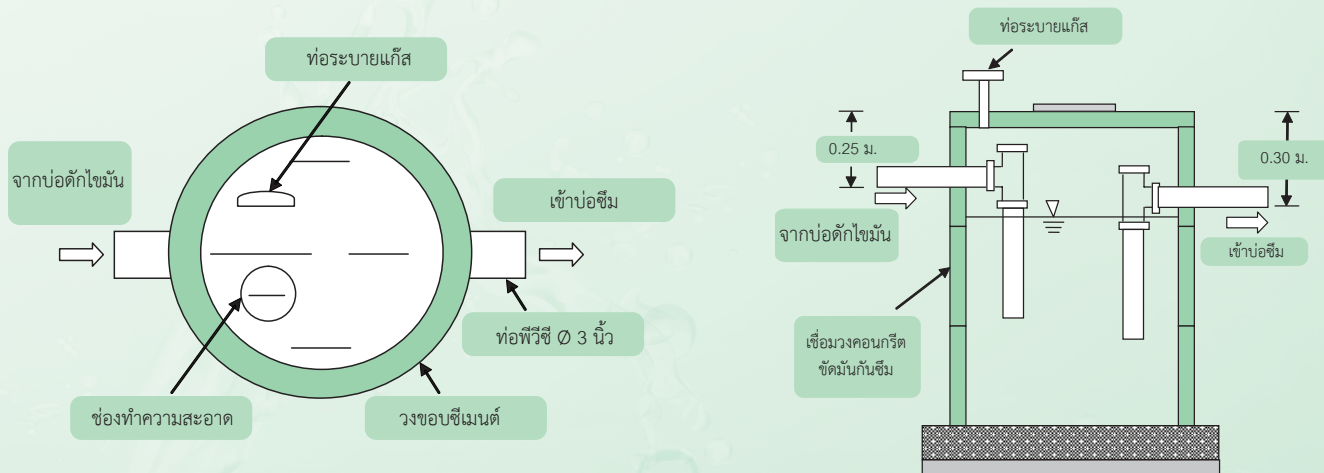 ท่อระบายแก๊ส
จากบ่อดักไขมัน
เข้าบ่อซึม
ท่อพีวีซี Ø 3 นิ้ว
ช่องทำความสะอาด
วงขอบซีเมนต์
ท่อระบายแก๊ส
0.25 ม.
0.30 ม.
จากบ่อดักไขมัน
เข้าบ่อซึม
เชื่อมวงคอนกรีต
ขัดมันกันซึม